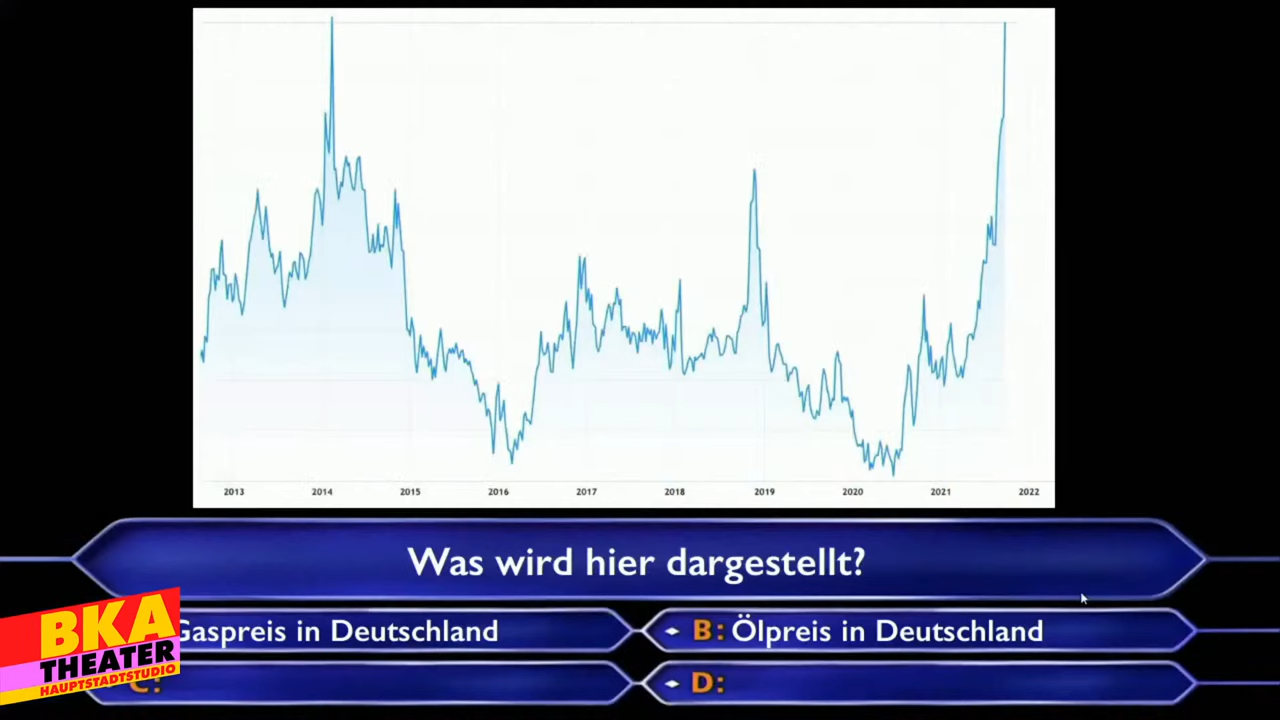 2013 2014 2015 2016 2017 2018 2019 2020 2021 2022
Was wird hier dargestellt?
Gaspreis in Deutschland
B: Ölpreis in Deutschland
C:
D:
BKA
THEATER
HAUPTSTADTSTUDIO